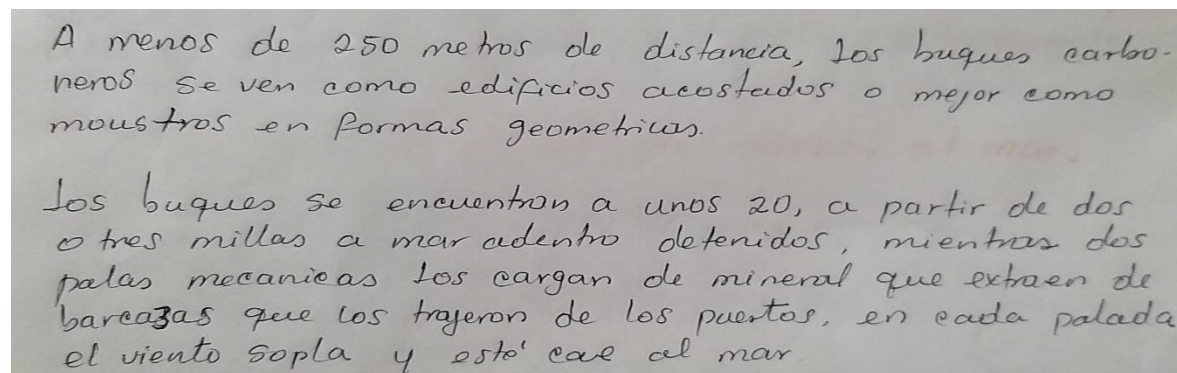 A menos de 250 metros de distancia, los buques carbo-
neros se ven como edificios acostados o mejor como
moustros en formas geometricas.
los buques se encuentran a unos 20, a partir de dos
o tres millas a mar adentro detenidos, mientras dos
palas mecanicas los cargan de mineral que extraen de
barcazas que los trajeron de los puertos, en cada palada
el viento sopla y esté cae al mar